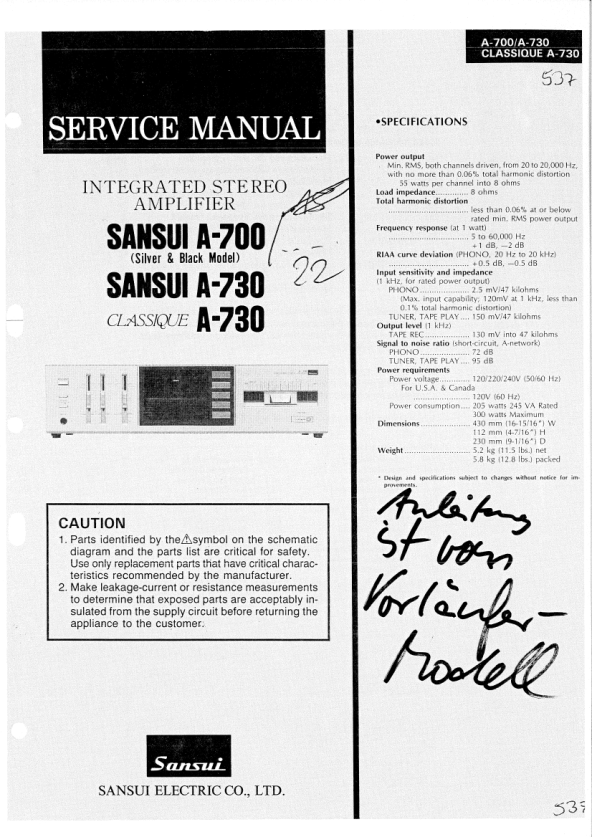 A-700/A-730
CLASSIQUE A-730
537
SERVICE MANUAL
INTEGRATED STEREO
AMPLIFIER
SANSUI A-700
(Silver & Black Model)
SANSUI A-730
CLASSIQUE A-730
22
CAUTION
1. Parts identified by the ⚠ symbol on the schematic
diagram and the parts list are critical for safety.
Use only replacement parts that have critical charac-
teristics recommended by the manufacturer.
2. Make leakage-current or resistance measurements
to determine that exposed parts are acceptably in-
sulated from the supply circuit before returning the
appliance to the customer.
Sansui
SANSUI ELECTRIC CO., LTD.
•SPECIFICATIONS
Power output
Min. RMS, both channels driven, from 20 to 20,000 Hz,
with no more than 0.06% total harmonic distortion
55 watts per channel into 8 ohms
Load impedance.............. 8 ohms
Total harmonic distortion
.................................. less than 0.06% at or below
rated min. RMS power output
Frequency response (at 1 watt)
.................................. 5 to 60,000 Hz
+1 dB, −2 dB
RIAA curve deviation (PHONO, 20 Hz to 20 kHz)
.................................. +0.5 dB, −0.5 dB
Input sensitivity and impedance
(1 kHz, for rated power output)
PHONO..................... 2.5 mV/47 kilohms
(Max. input capability; 120mV at 1 kHz, less than
0.1% total harmonic distortion)
TUNER, TAPE PLAY .... 150 mV/47 kilohms
Output level (1 kHz)
TAPE REC................... 130 mV into 47 kilohms
Signal to noise ratio (short-circuit, A-network)
PHONO..................... 72 dB
TUNER, TAPE PLAY.... 95 dB
Power requirements
Power voltage............. 120/220/240V (50/60 Hz)
For U.S.A. & Canada
........................ 120V (60 Hz)
Power consumption.... 205 watts 245 VA Rated
300 watts Maximum
Dimensions..................... 430 mm (16-15/16") W
112 mm (4-7/16") H
230 mm (9-1/16") D
Weight............................ 5.2 kg (11.5 lbs.) net
5.8 kg (12.8 lbs.) packed
* Design and specifications subject to changes without notice for im-
provements.
Anleitung
ist vom
Vorläufer-
Modell
537